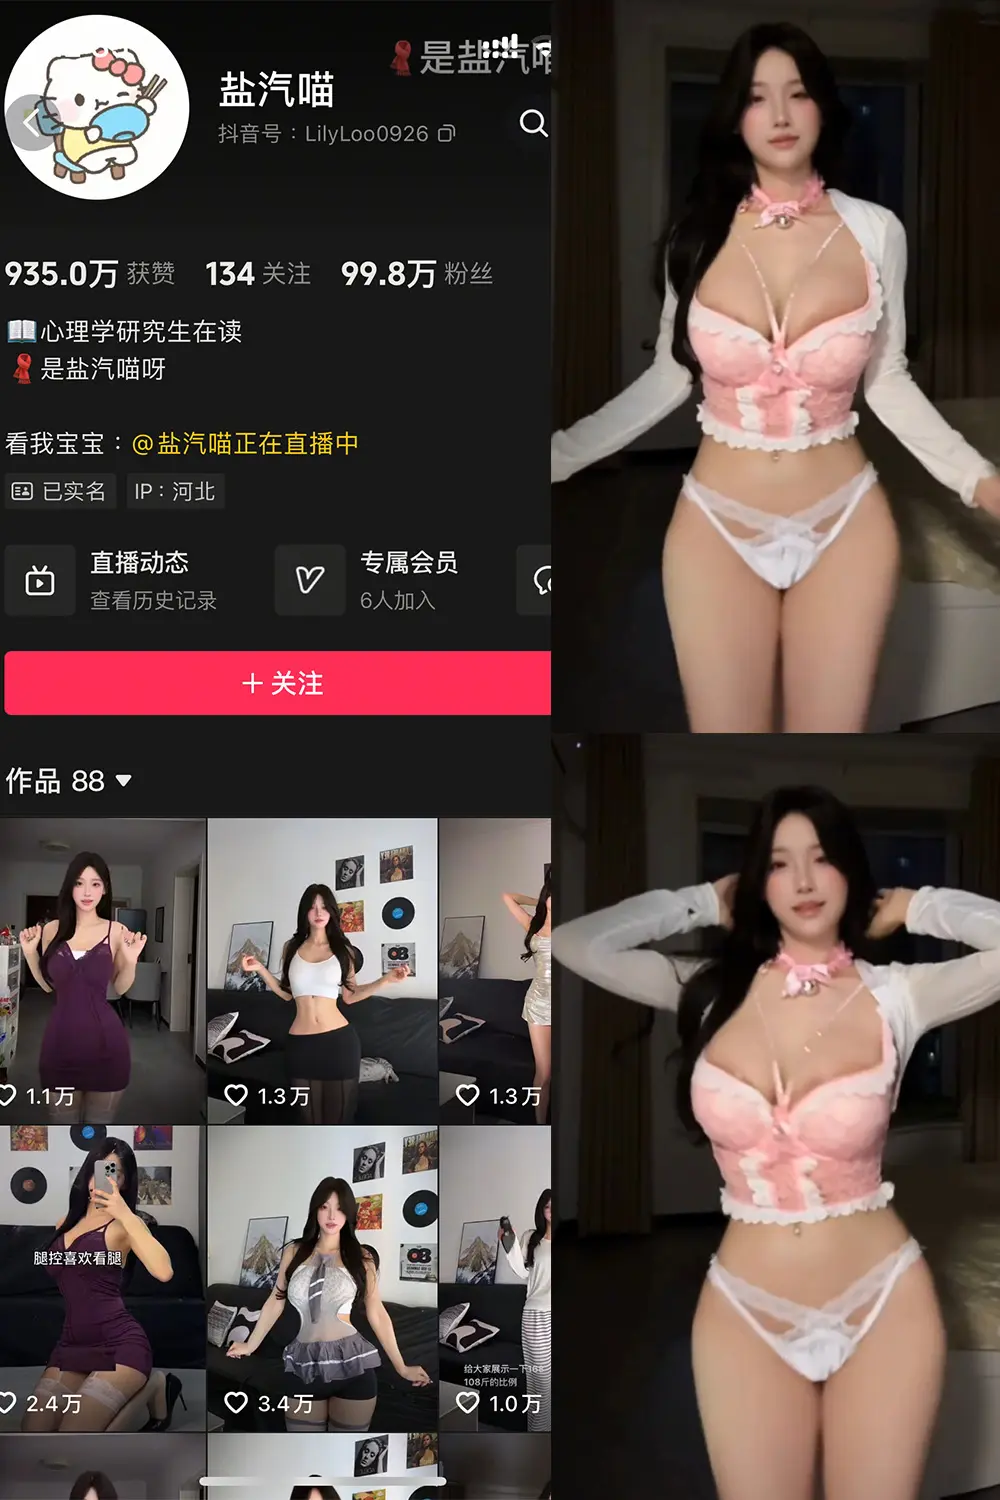 是盐汽喵
盐汽喵
抖音号：LilyLoo0926
935.0万 获赞 134 关注 99.8万 粉丝
心理学研究生在读
是盐汽喵呀
看我宝宝：@盐汽喵正在直播中
已实名 IP：河北
直播动态 专属会员
查看历史记录 6人加入
+ 关注
作品 88
1.1万 1.3万 1.3万
腿控喜欢看腿
给大家展示一下
108斤的比例
2.4万 3.4万 1.0万